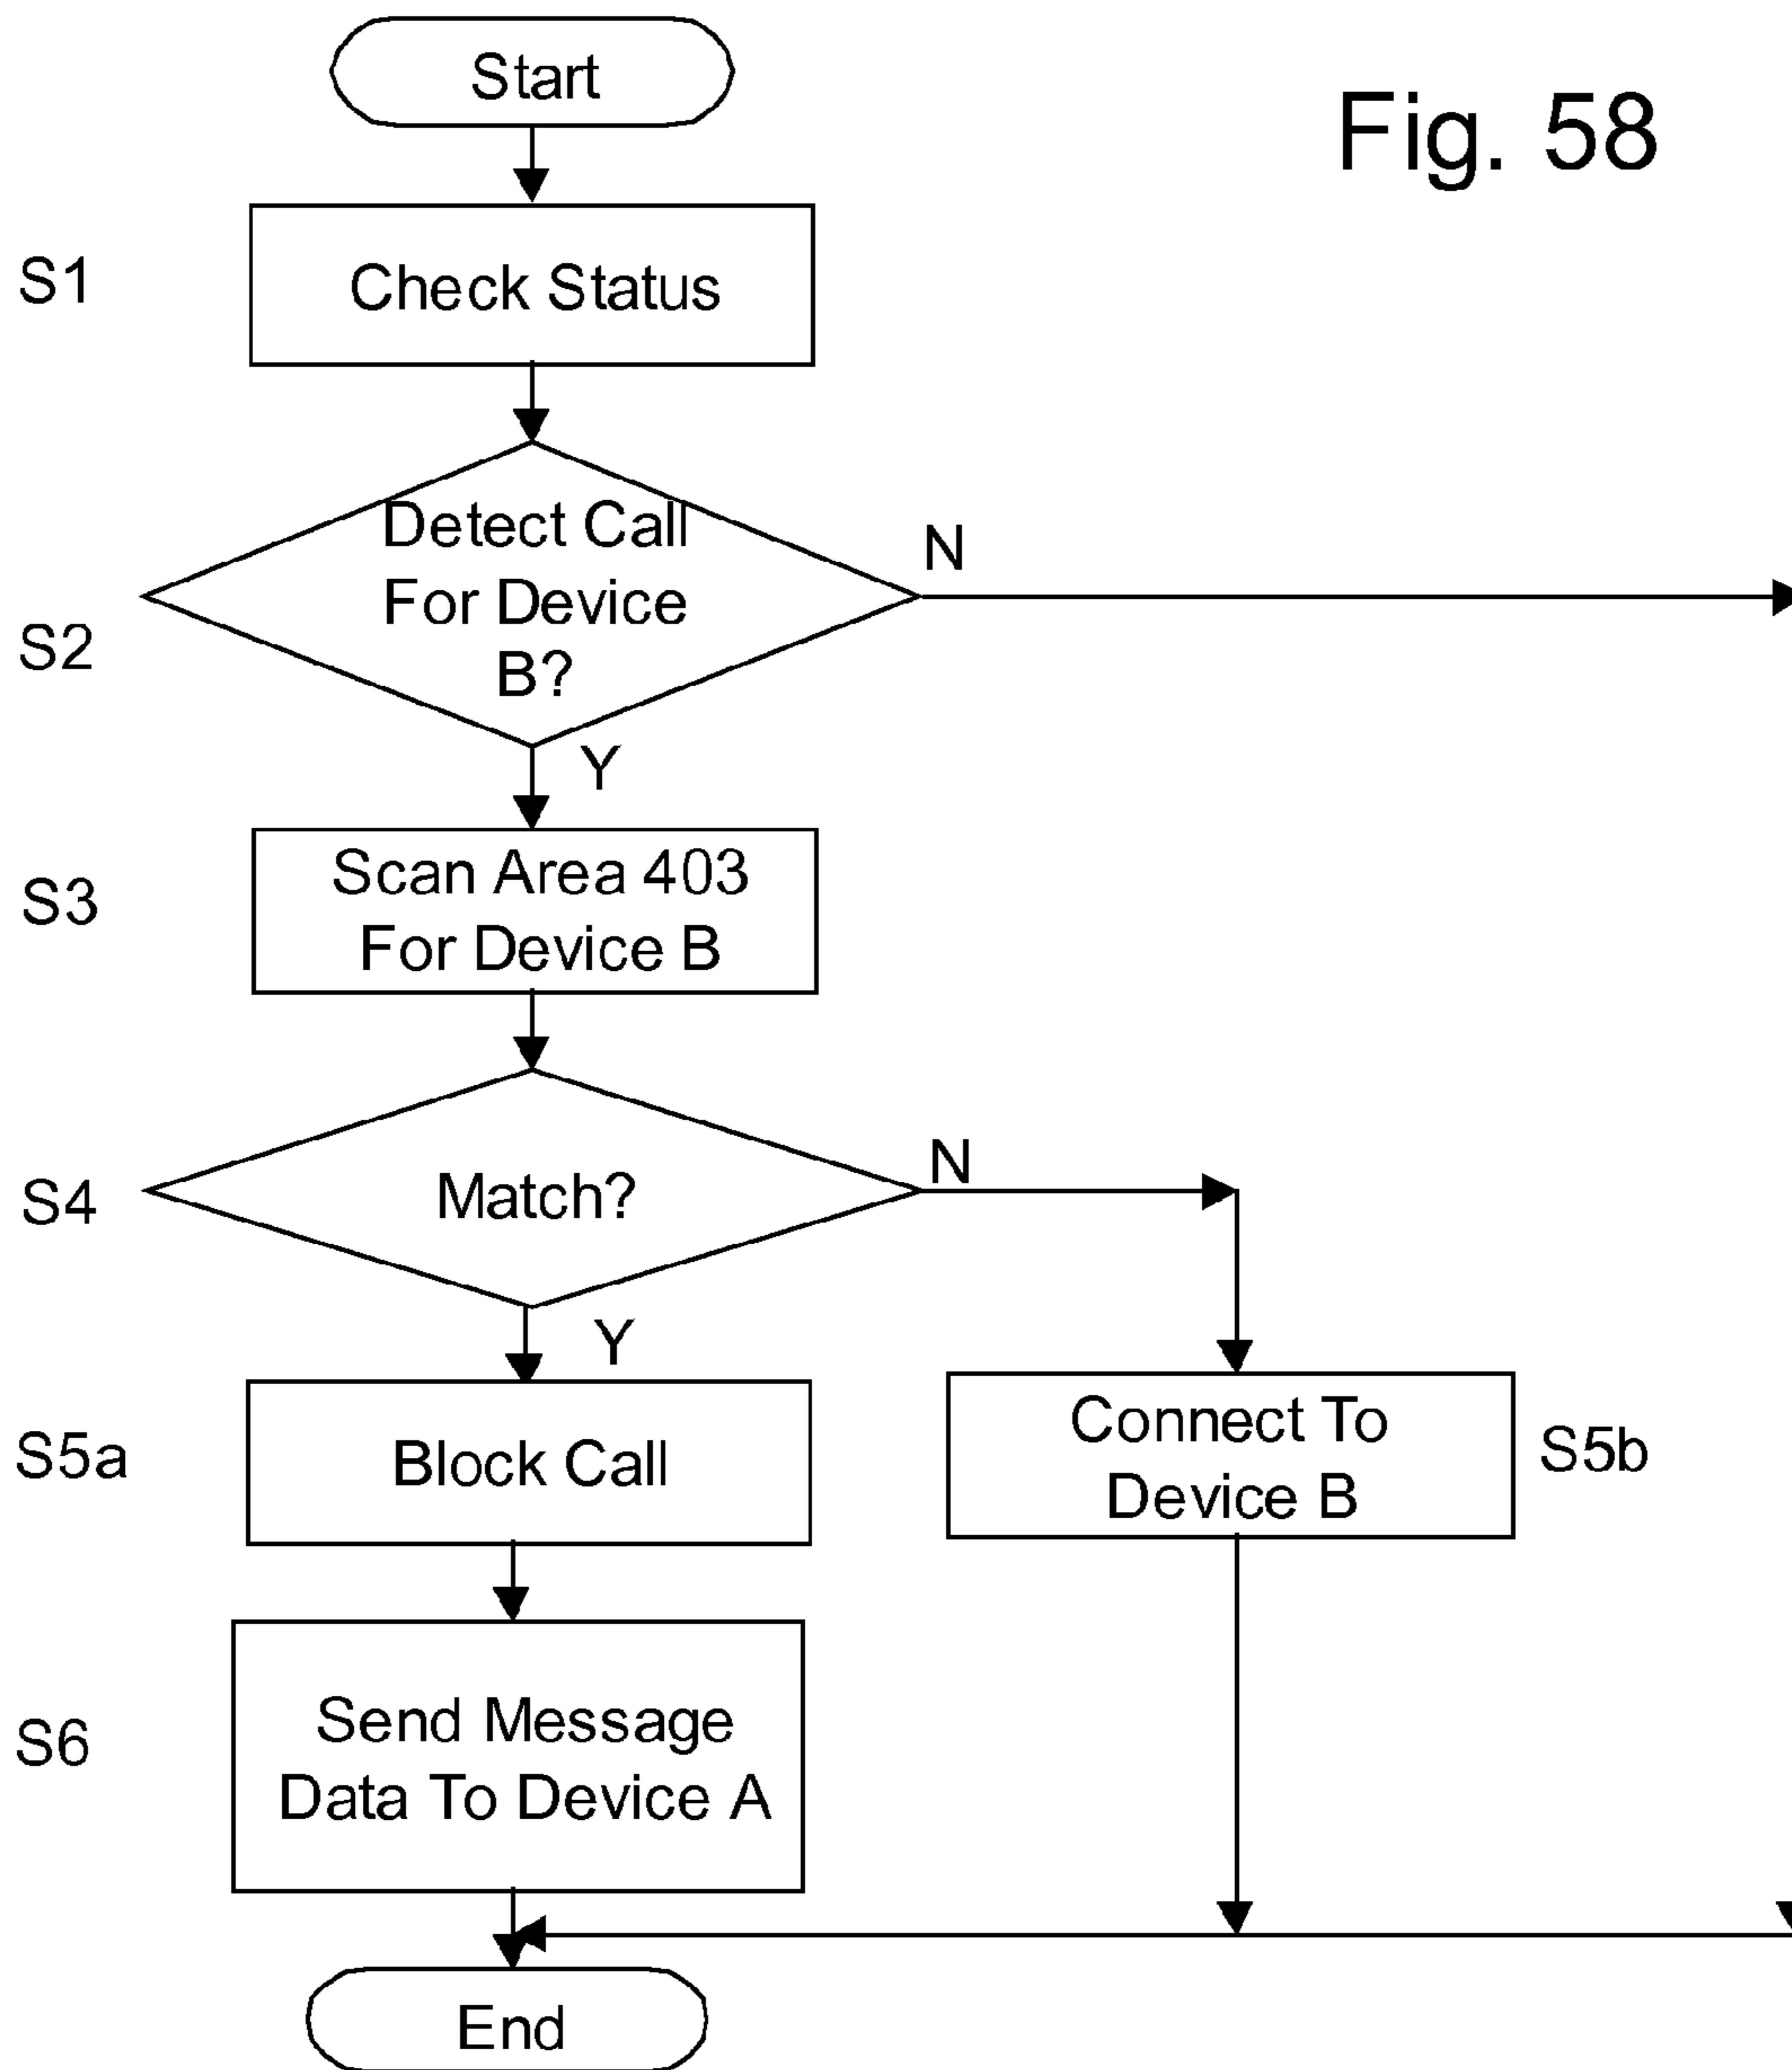 Start
Fig. 58
S1
Check Status
Detect Call
For Device
B?
N
S2
Y
S3
Scan Area 403
For Device B
S4
Match?
N
Y
S5a
Block Call
Connect To
Device B
S5b
S6
Send Message
Data To Device A
End